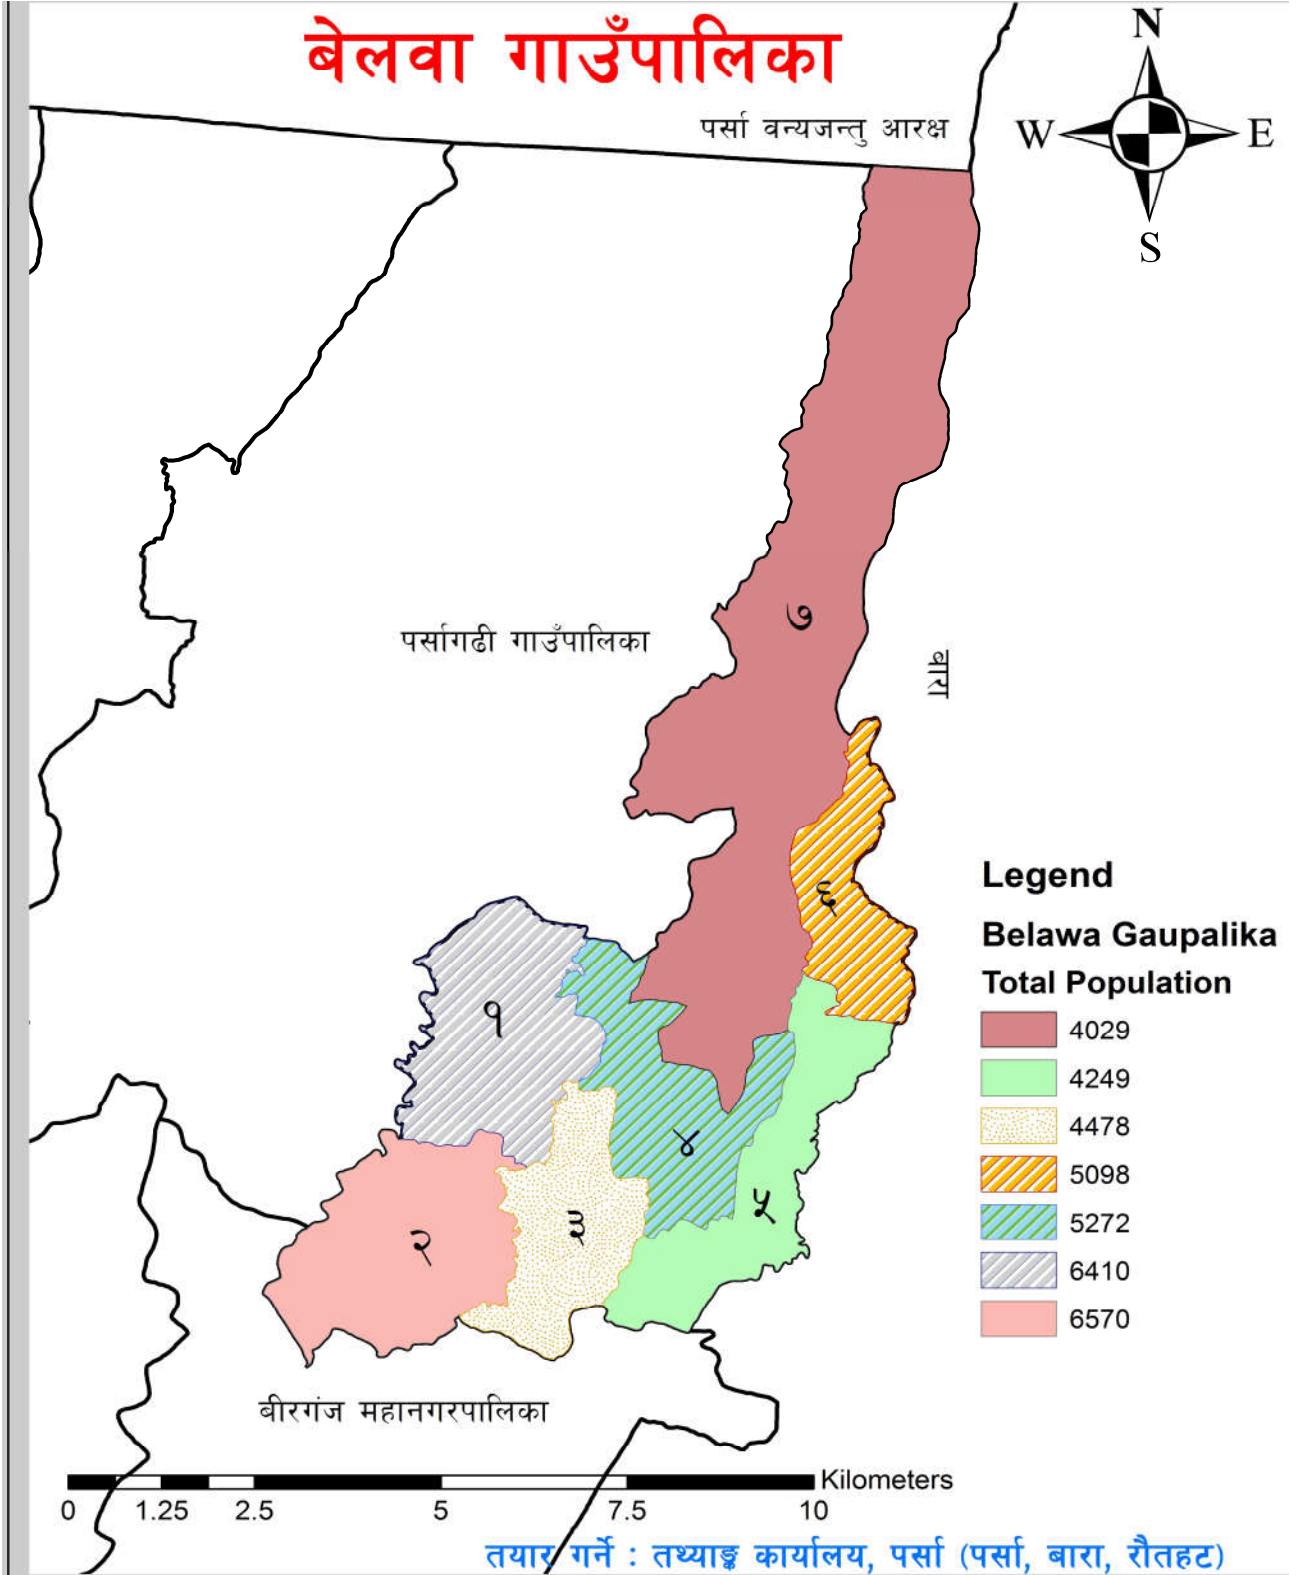 बेलवा गाउँपालिका
N
W
E
S
पर्सा वन्यजन्तु आरक्ष
७
पर्सागढी गाउँपालिका
बारा
६
Legend
Belawa Gaupalika
Total Population
4029
4249
4478
5098
5272
6410
6570
१
४
५
३
२
बीरगंज महानगरपालिका
Kilometers
0 1.25 2.5 5 7.5 10
तयार गर्ने : तथ्याङ्क कार्यालय, पर्सा (पर्सा, बारा, रौतहट)